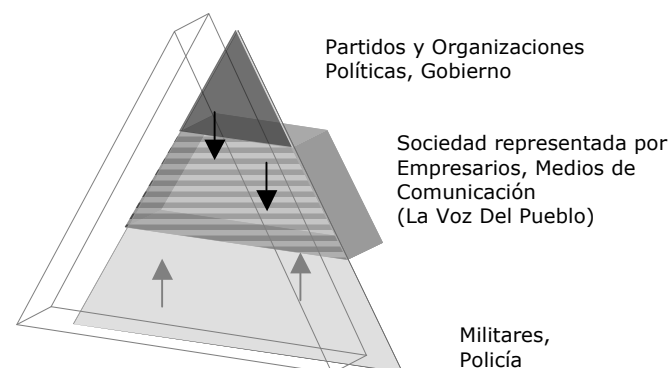 Partidos y Organizaciones
Políticas, Gobierno
Sociedad representada por
Empresarios, Medios de
Comunicación
(La Voz Del Pueblo)
Militares,
Policía